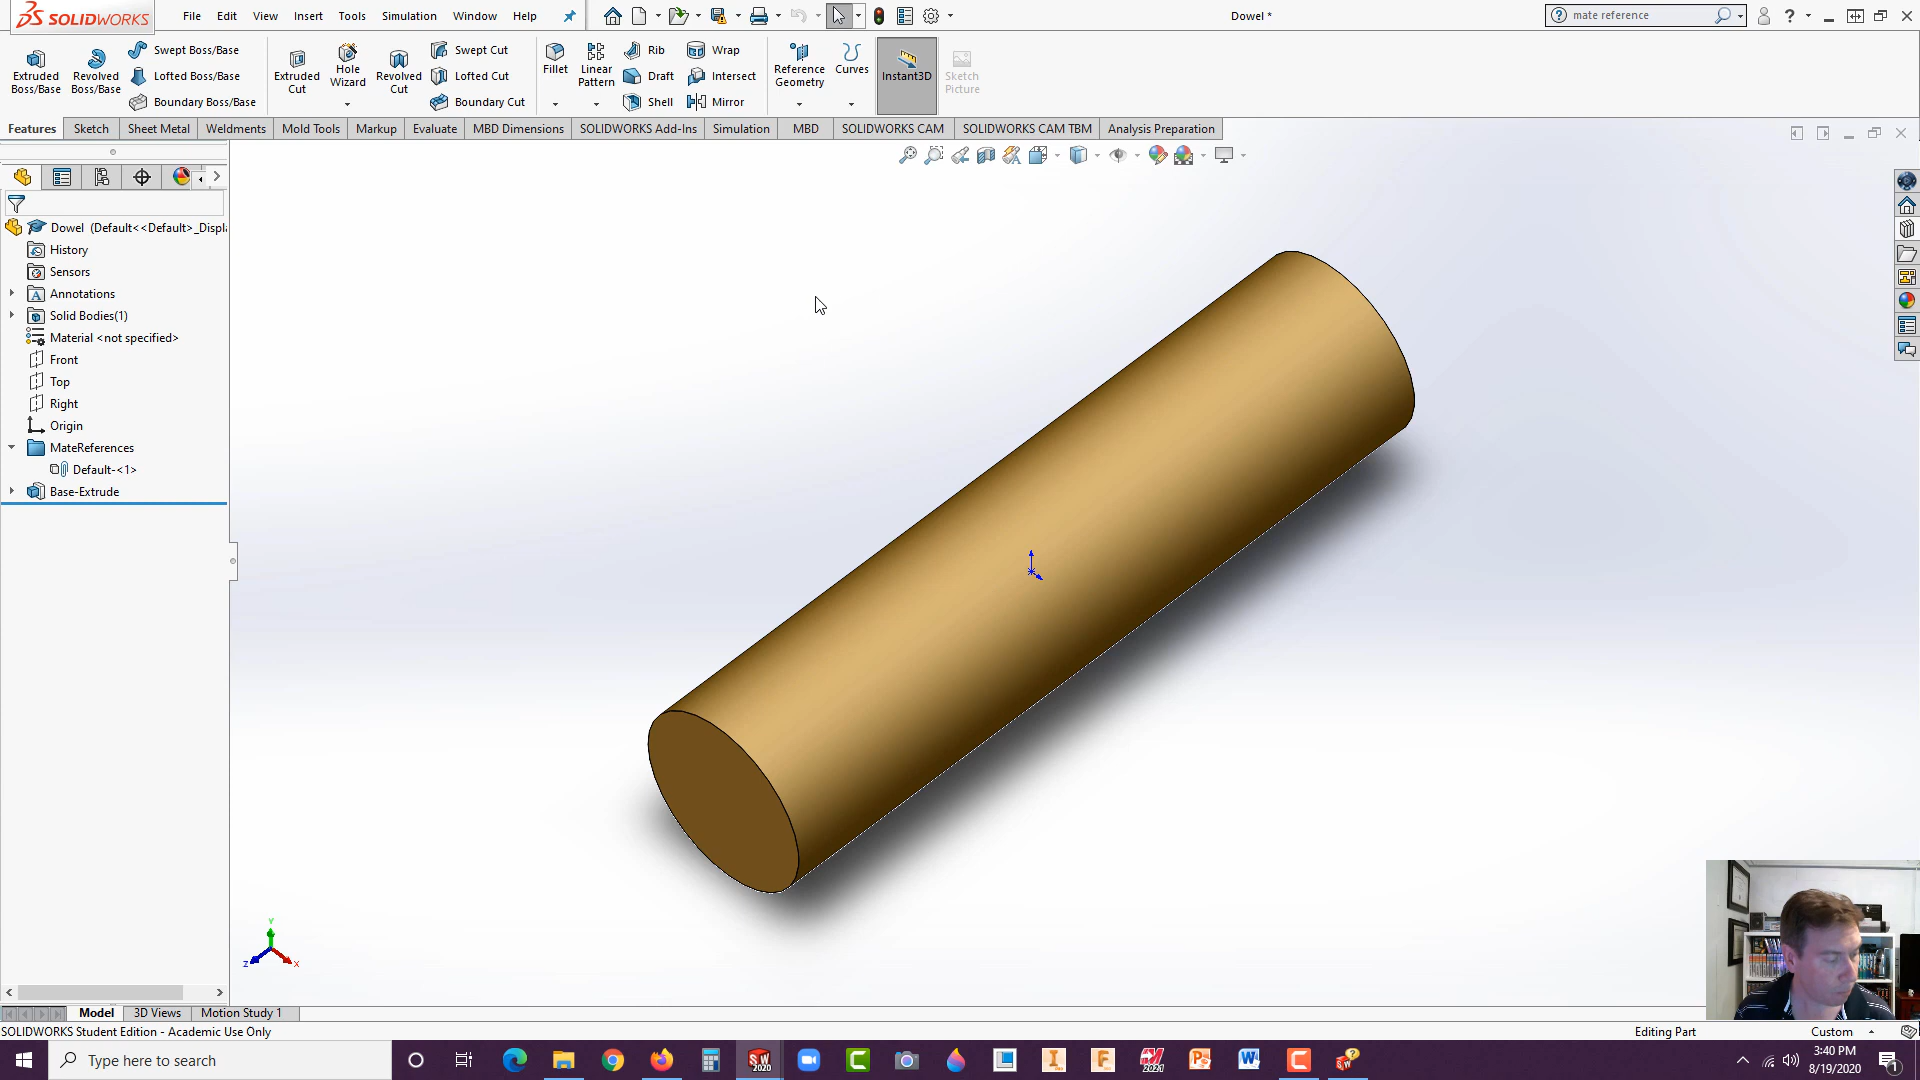 SOLIDWORKS
File Edit View Insert Tools Simulation Window Help
Dowel *
mate reference
Extruded Boss/Base
Revolved Boss/Base
Swept Boss/Base
Lofted Boss/Base
Boundary Boss/Base
Extruded Cut
Hole Wizard
Revolved Cut
Swept Cut
Lofted Cut
Boundary Cut
Fillet
Linear Pattern
Rib
Draft
Shell
Wrap
Intersect
Mirror
Reference Geometry
Curves
Instant3D
Sketch Picture
Features Sketch Sheet Metal Weldments Mold Tools Markup Evaluate MBD Dimensions SOLIDWORKS Add-Ins Simulation MBD SOLIDWORKS CAM SOLIDWORKS CAM TBM Analysis Preparation
Dowel (Default<<Default>_Displ
History
Sensors
Annotations
Solid Bodies(1)
Material <not specified>
Front
Top
Right
Origin
MateReferences
Default-<1>
Base-Extrude
Y
Z
X
Model 3D Views Motion Study 1
SOLIDWORKS Student Edition - Academic Use Only
Editing Part
Custom
Type here to search
SW 2020
2021
3:40 PM
8/19/2020
1